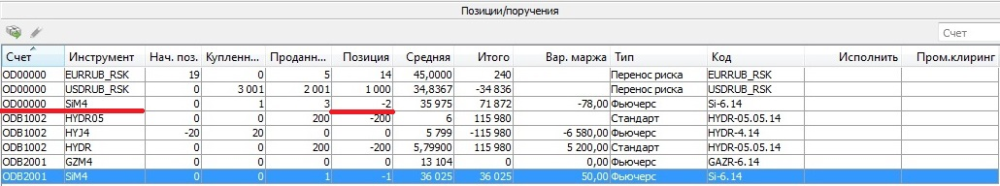 Позиции/поручения
Счет
Счет Инструмент Нач. поз. Купленн... Проданн... Позиция Средняя Итого Вар. маржа Тип Код Исполнить Пром.клиринг
OD00000 EURRUB_RSK 19 0 5 14 45,0000 240 Перенос риска EURRUB_RSK
OD00000 USDRUB_RSK 0 3 001 2 001 1 000 34,8367 -34 836 Перенос риска USDRUB_RSK
OD00000 SiM4 0 1 3 -2 35 975 71 872 -78,00 Фьючерс Si-6.14
ODB1002 HYDR05 0 0 200 -200 6 115 980 Стандарт HYDR-05.05.14
ODB1002 HYJ4 -20 20 0 0 5 799 -115 980 -6 580,00 Фьючерс HYDR-4.14
ODB1002 HYDR 0 0 200 -200 5,79900 115 980 5 200,00 Стандарт HYDR-05.05.14
ODB2001 GZM4 0 0 0 0 13 104 0 0,00 Фьючерс GAZR-6.14
ODB2001 SiM4 0 0 1 -1 36 025 36 025 50,00 Фьючерс Si-6.14